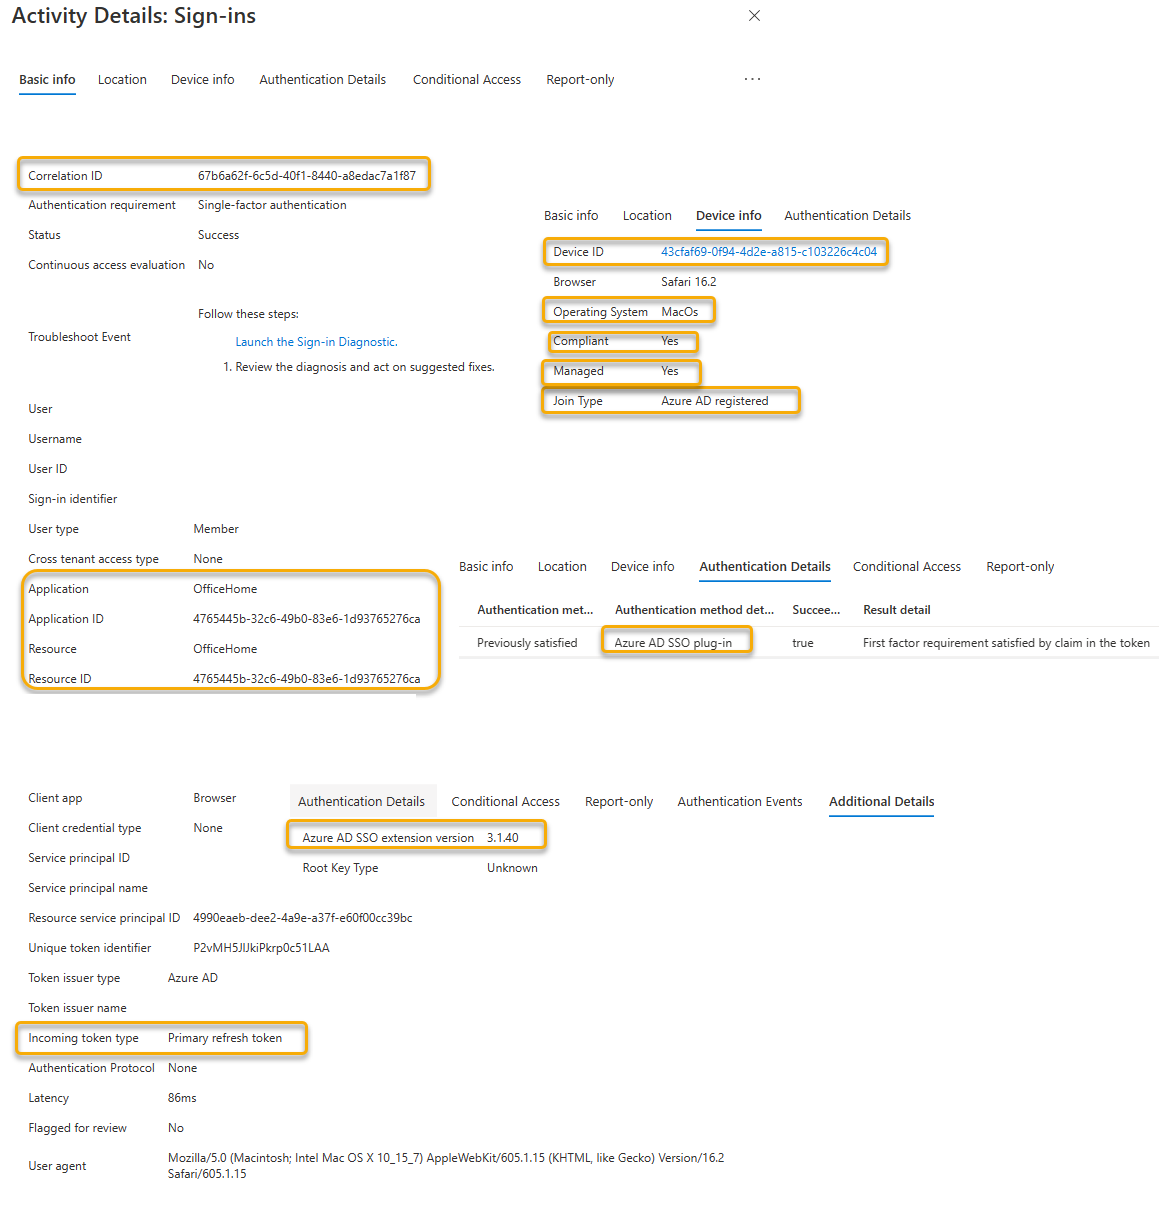 Activity Details: Sign-ins
Basic info Location Device info Authentication Details Conditional Access Report-only ...
Correlation ID 67b6a62f-6c5d-40f1-8440-a8edac7a1f87
Authentication requirement Single-factor authentication
Status Success
Continuous access evaluation No
Follow these steps:
Troubleshoot Event
Launch the Sign-in Diagnostic.
1. Review the diagnosis and act on suggested fixes.
User
Username
User ID
Sign-in identifier
User type Member
Cross tenant access type None
Application OfficeHome
Application ID 4765445b-32c6-49b0-83e6-1d93765276ca
Resource OfficeHome
Resource ID 4765445b-32c6-49b0-83e6-1d93765276ca
Basic info Location Device info Authentication Details
Device ID 43cfaf69-0f94-4d2e-a815-c103226c4c04
Browser Safari 16.2
Operating System MacOs
Compliant Yes
Managed Yes
Join Type Azure AD registered
Basic info Location Device info Authentication Details Conditional Access Report-only
Authentication met... Authentication method det... Succee... Result detail
Previously satisfied Azure AD SSO plug-in true First factor requirement satisfied by claim in the token
Client app Browser
Client credential type None
Service principal ID
Service principal name
Resource service principal ID 4990eaeb-dee2-4a9e-a37f-e60f00cc39bc
Unique token identifier P2vMH5JIJkiPkrp0c51LAA
Token issuer type Azure AD
Token issuer name
Incoming token type Primary refresh token
Authentication Protocol None
Latency 86ms
Flagged for review No
User agent Mozilla/5.0 (Macintosh; Intel Mac OS X 10_15_7) AppleWebKit/605.1.15 (KHTML, like Gecko) Version/16.2
Safari/605.1.15
Authentication Details Conditional Access Report-only Authentication Events Additional Details
Azure AD SSO extension version 3.1.40
Root Key Type Unknown